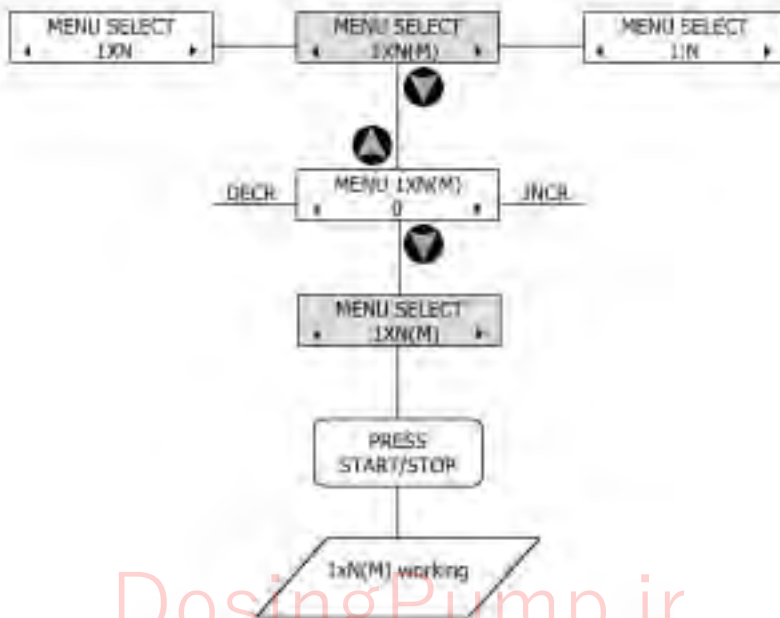 MENU SELECT
1XN
MENU SELECT
1XN(M)
MENU SELECT
1:N
DECR
MENU 1XN(M)
0
INCR
MENU SELECT
1XN(M)
PRESS
START/STOP
1xN(M) working
DosingPump.ir